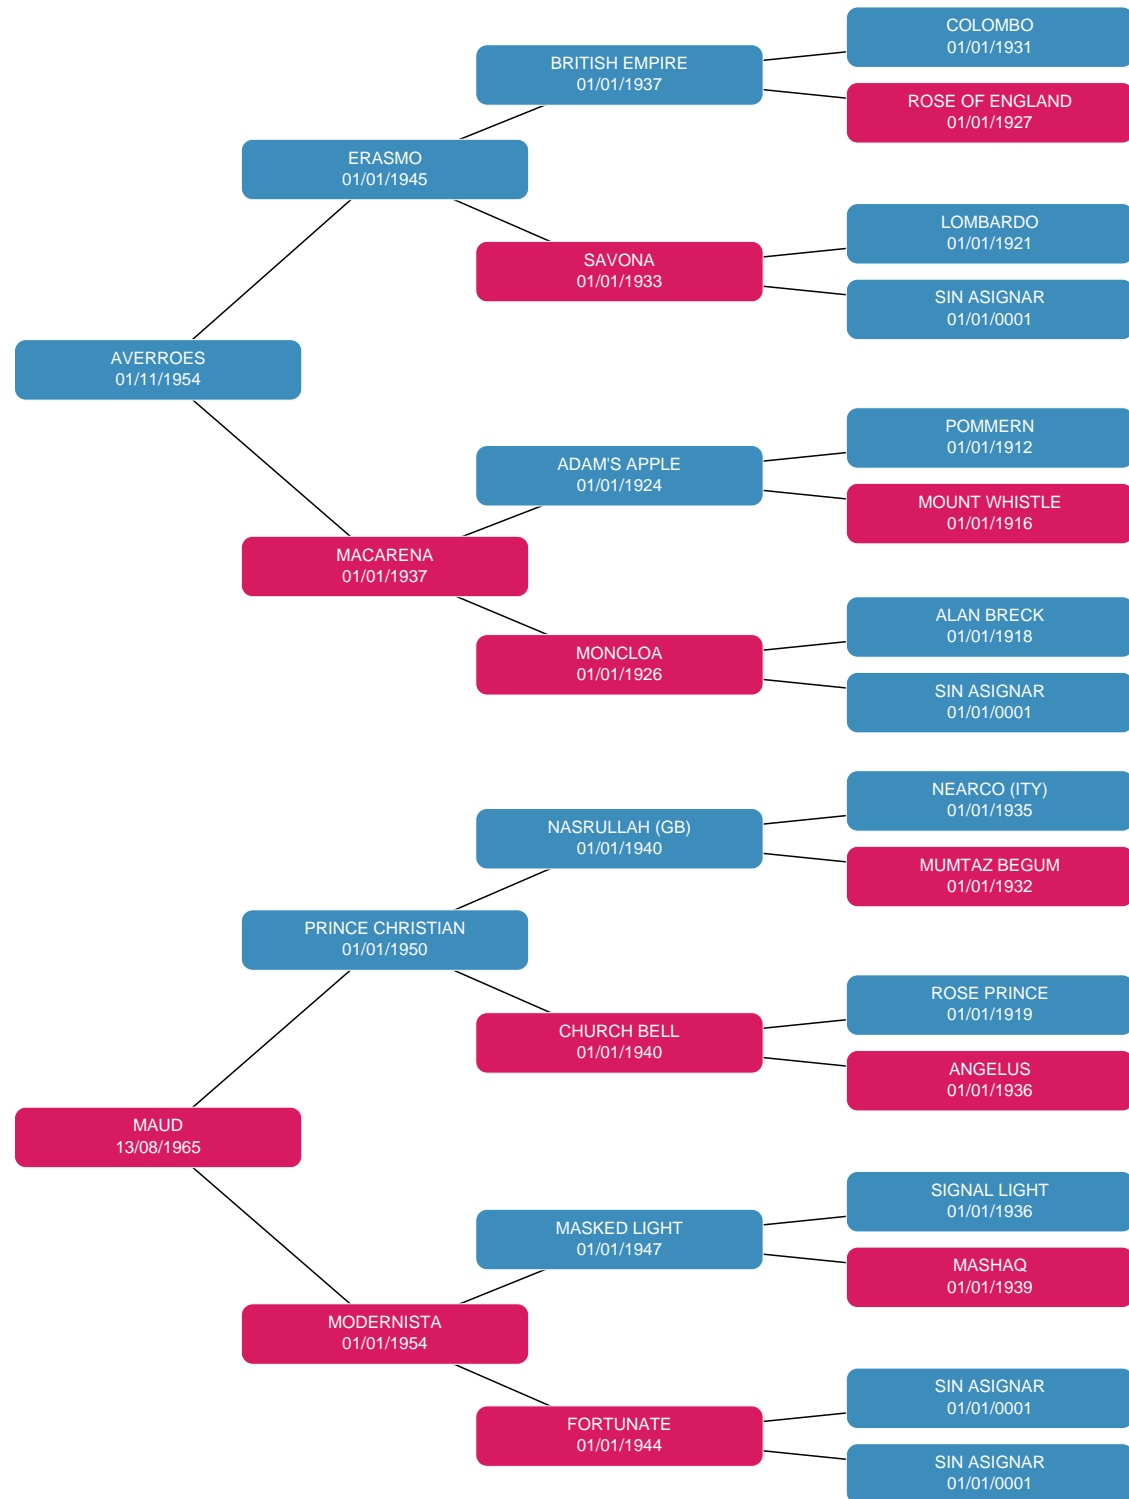 COLOMBO
01/01/1931
BRITISH EMPIRE
01/01/1937
ROSE OF ENGLAND
01/01/1927
ERASMO
01/01/1945
LOMBARDO
01/01/1921
SAVONA
01/01/1933
SIN ASIGNAR
01/01/0001
AVERROES
01/11/1954
POMMERN
01/01/1912
ADAM'S APPLE
01/01/1924
MOUNT WHISTLE
01/01/1916
MACARENA
01/01/1937
ALAN BRECK
01/01/1918
MONCLOA
01/01/1926
SIN ASIGNAR
01/01/0001
NEARCO (ITY)
01/01/1935
NASRULLAH (GB)
01/01/1940
MUMTAZ BEGUM
01/01/1932
PRINCE CHRISTIAN
01/01/1950
ROSE PRINCE
01/01/1919
CHURCH BELL
01/01/1940
ANGELUS
01/01/1936
MAUD
13/08/1965
SIGNAL LIGHT
01/01/1936
MASKED LIGHT
01/01/1947
MASHAQ
01/01/1939
MODERNISTA
01/01/1954
SIN ASIGNAR
01/01/0001
FORTUNATE
01/01/1944
SIN ASIGNAR
01/01/0001